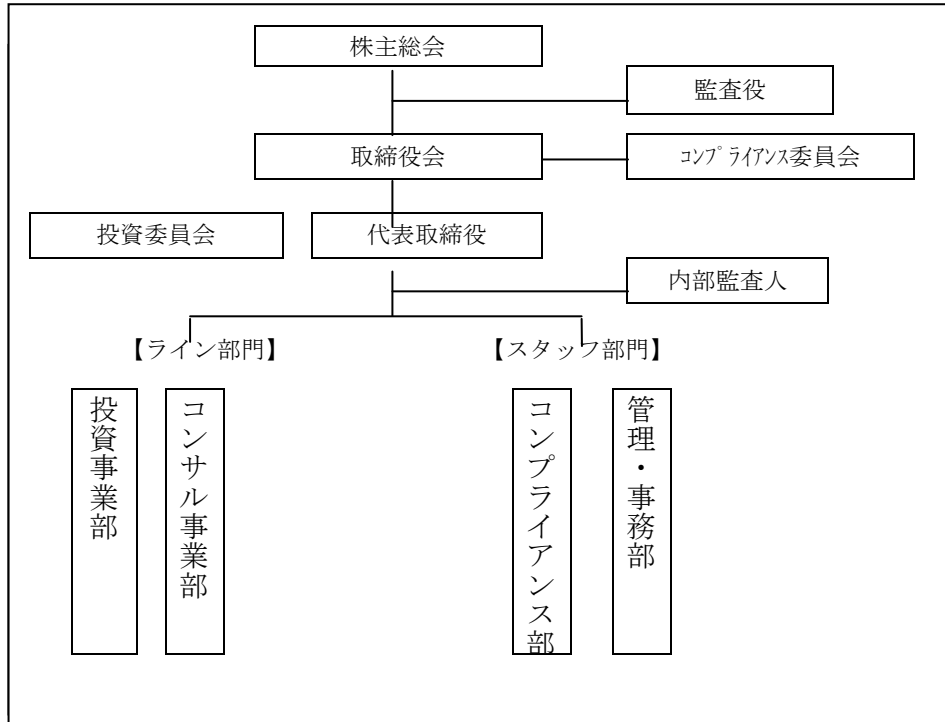 株主総会
監査役
取締役会
ｺﾝﾌﾟﾗｲｱﾝｽ委員会
投資委員会
代表取締役
内部監査人
【ライン部門】
【スタッフ部門】
投資事業部
コンサル事業部
コンプライアンス部
管理・事務部